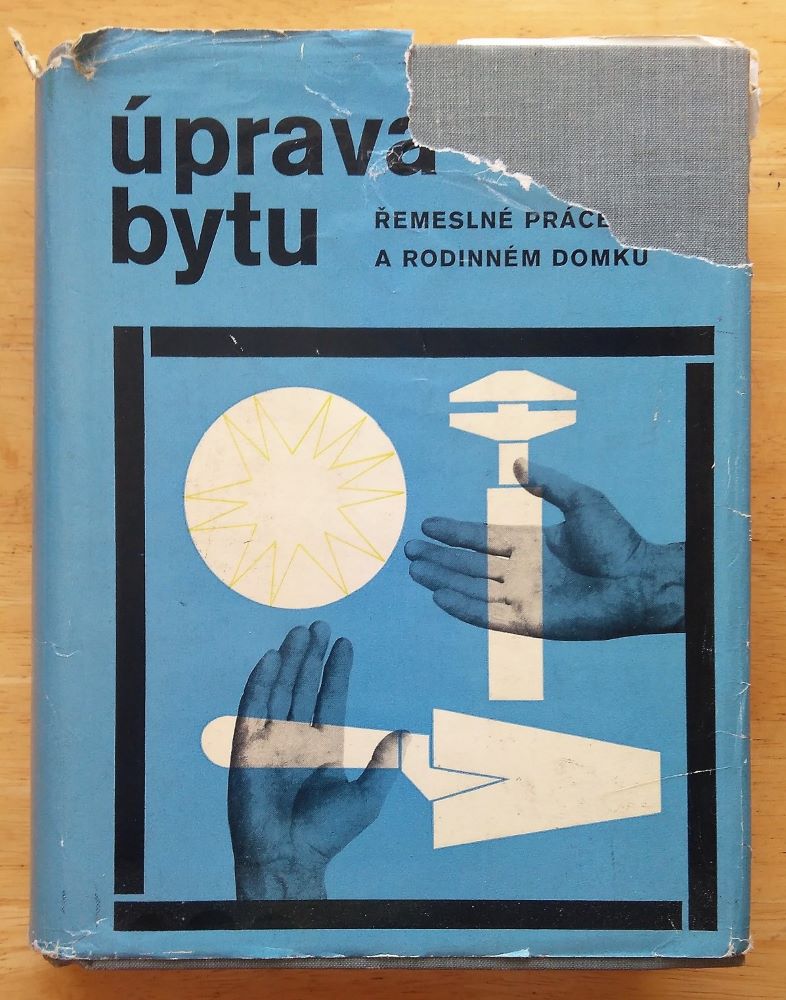 úprava
bytu
ŘEMESLNÉ PRÁCE
A RODINNÉM DOMKU